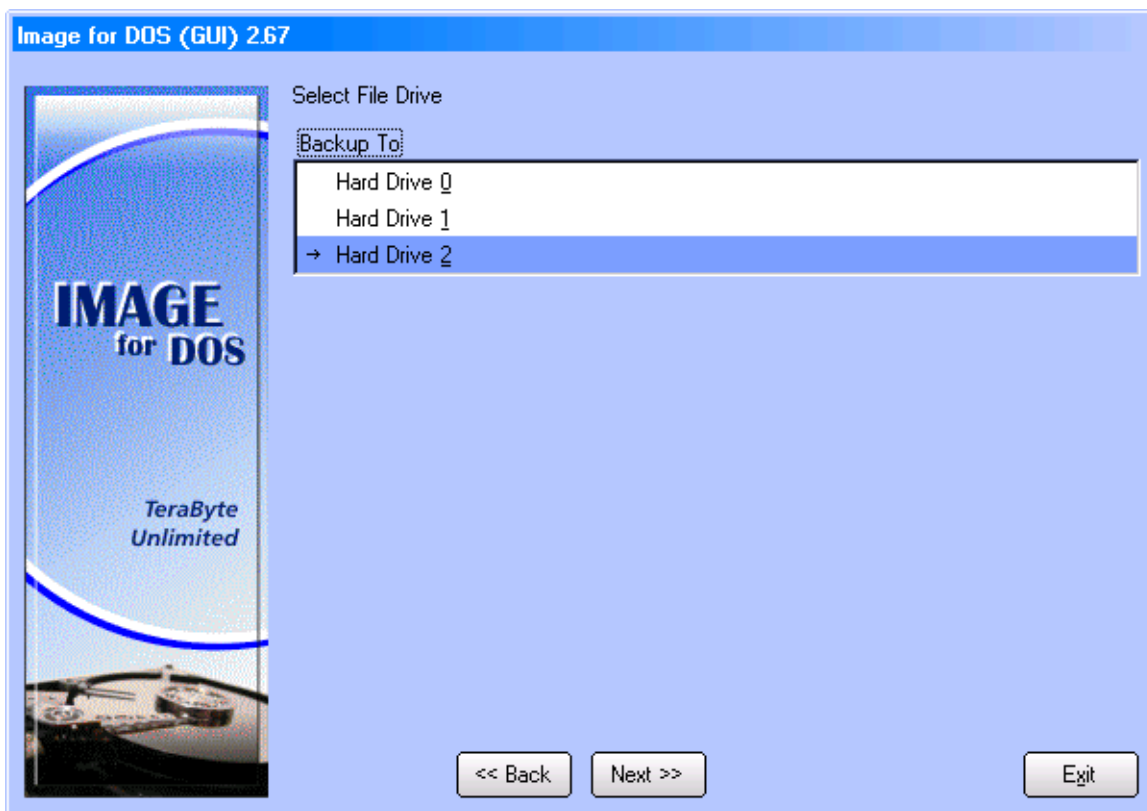 Image for DOS (GUI) 2.67
Select File Drive
Backup To
Hard Drive 0
Hard Drive 1
→ Hard Drive 2
IMAGE
for DOS
TeraByte
Unlimited
<< Back
Next >>
Exit